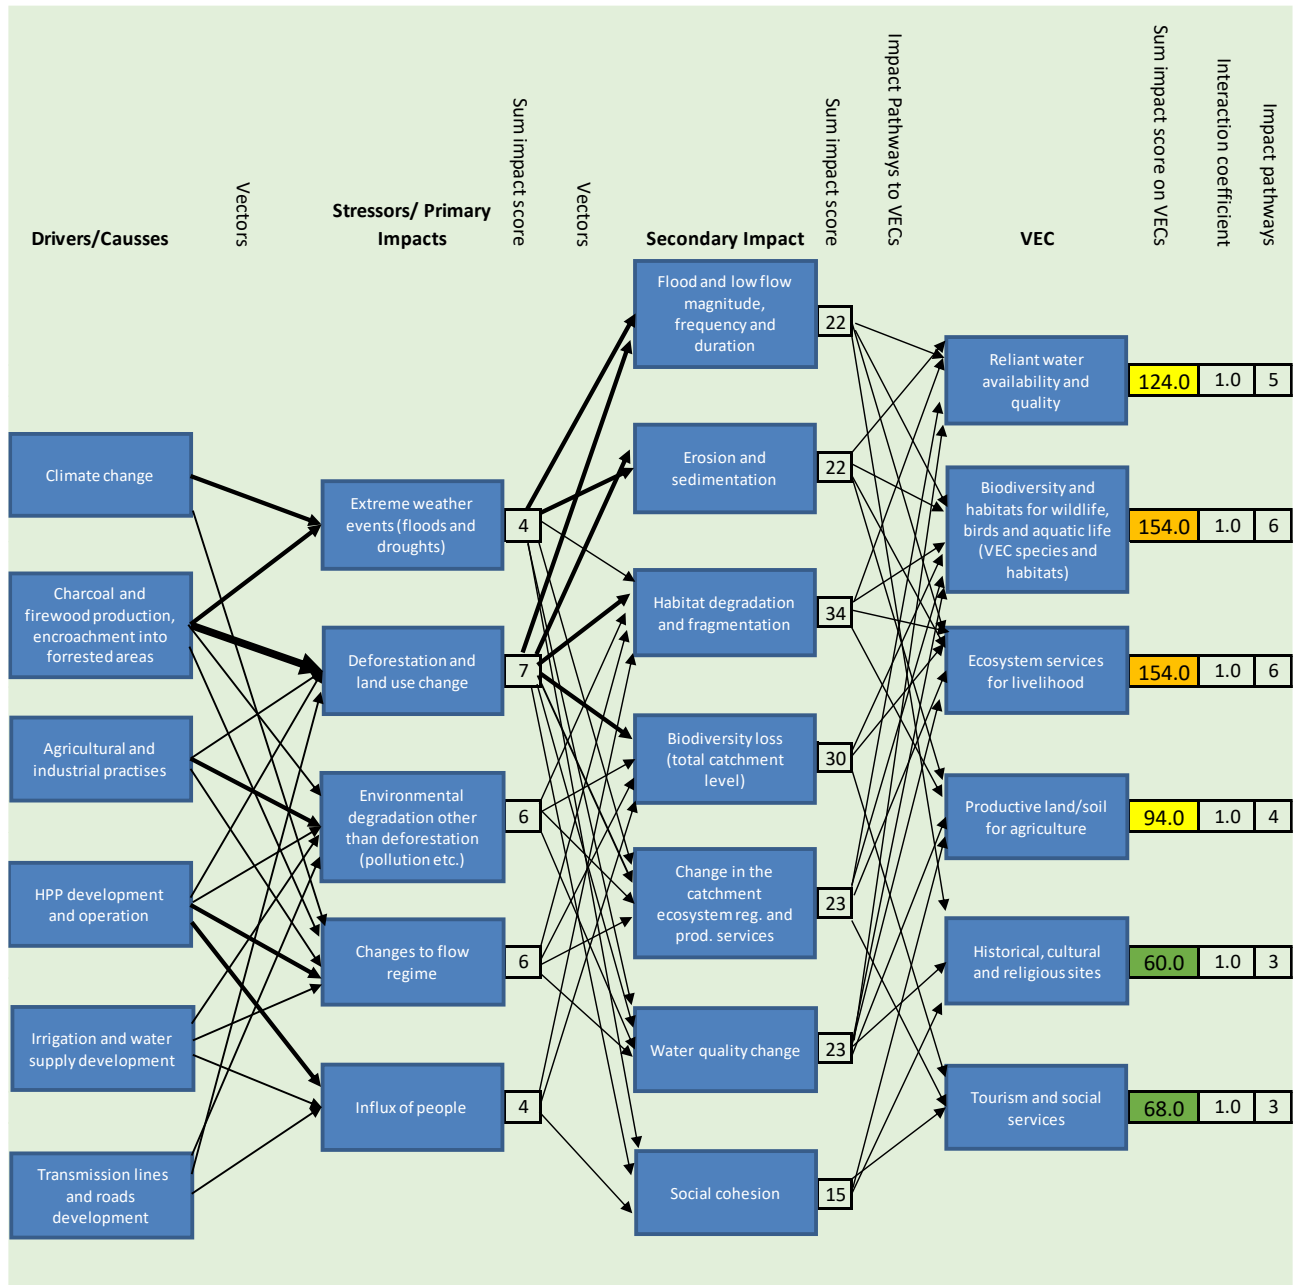 Drivers/Causses
Vectors
Stressors/ Primary
Impacts
Sum impact score
Vectors
Secondary Impact
Sum impact score
Impact Pathways to VECs
VEC
Sum impact score on VECs
Interaction coefficient
Impact pathways
Climate change
Charcoal and
firewood production,
encroachment into
forrested areas
Agricultural and
industrial practises
HPP development
and operation
Irrigation and water
supply development
Transmission lines
and roads
development
Extreme weather
events (floods and
droughts)
4
Deforestation and
land use change
7
Environmental
degradation other
than deforestation
(pollution etc.)
6
Changes to flow
regime
6
Influx of people
4
Flood and low flow
magnitude,
frequency and
duration
22
Erosion and
sedimentation
22
Habitat degradation
and fragmentation
34
Biodiversity loss
(total catchment
level)
30
Change in the
catchment
ecosystem reg. and
prod. services
23
Water quality change
23
Social cohesion
15
Reliant water
availability and
quality
124.0 1.0 5
Biodiversity and
habitats for wildlife,
birds and aquatic life
(VEC species and
habitats)
154.0 1.0 6
Ecosystem services
for livelihood
154.0 1.0 6
Productive land/soil
for agriculture
94.0 1.0 4
Historical, cultural
and religious sites
60.0 1.0 3
Tourism and social
services
68.0 1.0 3